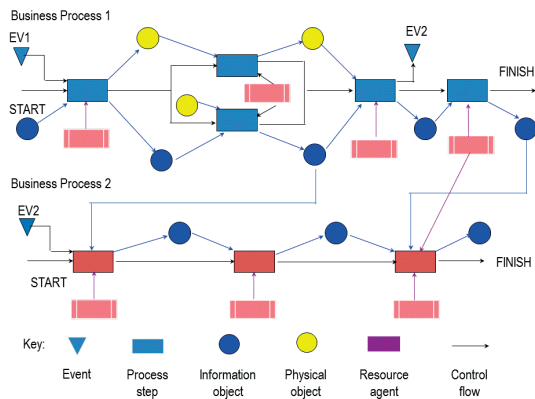 Business Process 1
EV1
EV2
FINISH
START
Business Process 2
EV2
START
FINISH
Key:
Event
Process step
Information object
Physical object
Resource agent
Control flow